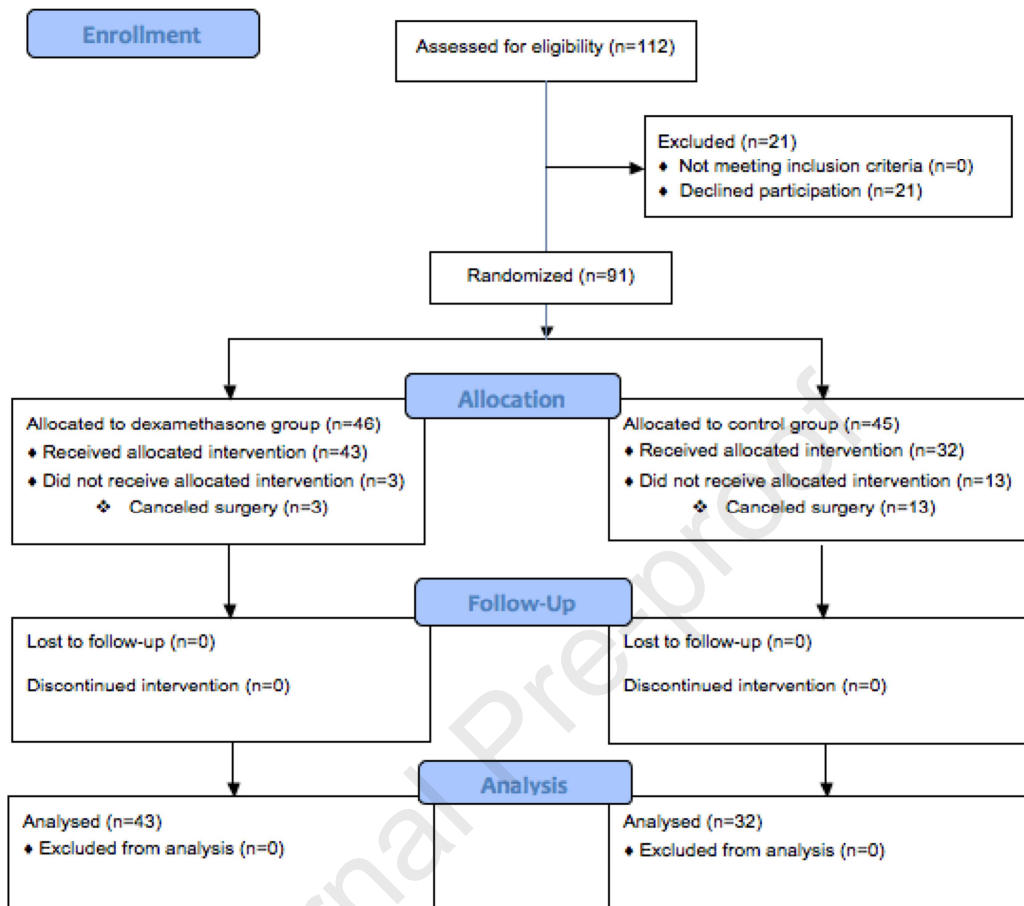 Enrollment
Assessed for eligibility (n=112)
Excluded (n=21)
♦ Not meeting inclusion criteria (n=0)
♦ Declined participation (n=21)
Randomized (n=91)
Allocation
Allocated to dexamethasone group (n=46)
♦ Received allocated intervention (n=43)
♦ Did not receive allocated intervention (n=3)
❖ Canceled surgery (n=3)
Allocated to control group (n=45)
♦ Received allocated intervention (n=32)
♦ Did not receive allocated intervention (n=13)
❖ Canceled surgery (n=13)
Follow-Up
Lost to follow-up (n=0)
Discontinued intervention (n=0)
Lost to follow-up (n=0)
Discontinued intervention (n=0)
Analysis
Analysed (n=43)
♦ Excluded from analysis (n=0)
Analysed (n=32)
♦ Excluded from analysis (n=0)
rnal Pre-proof